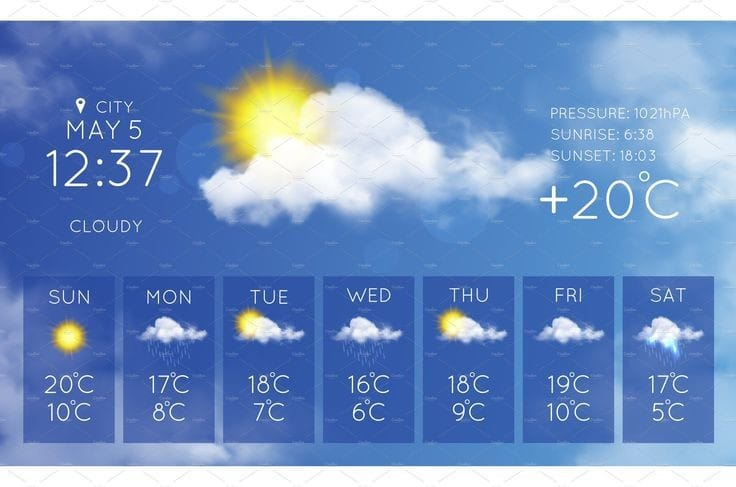 CITY
MAY 5
12:37
CLOUDY
PRESSURE: 1021hPA
SUNRISE: 6:38
SUNSET: 18:03
+20°C
SUN
20°C
10°C
MON
17°C
8°C
TUE
18°C
7°C
WED
16°C
6°C
THU
18°C
9°C
FRI
19°C
10°C
SAT
17°C
5°C